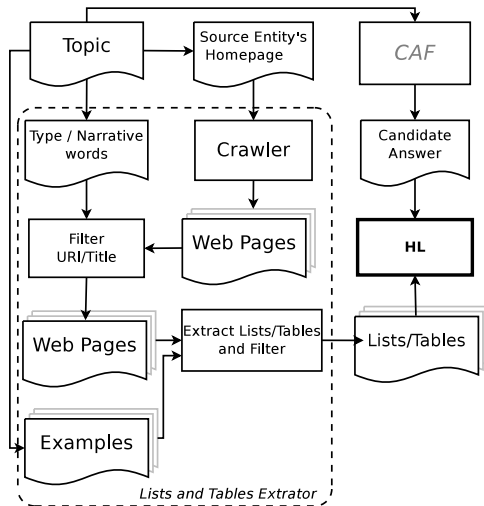 Topic
Source Entity's
Homepage
CAF
Type / Narrative
words
Crawler
Candidate
Answer
Filter
URI/Title
Web Pages
HL
Web Pages
Extract Lists/Tables
and Filter
Lists/Tables
Examples
Lists and Tables Extrator